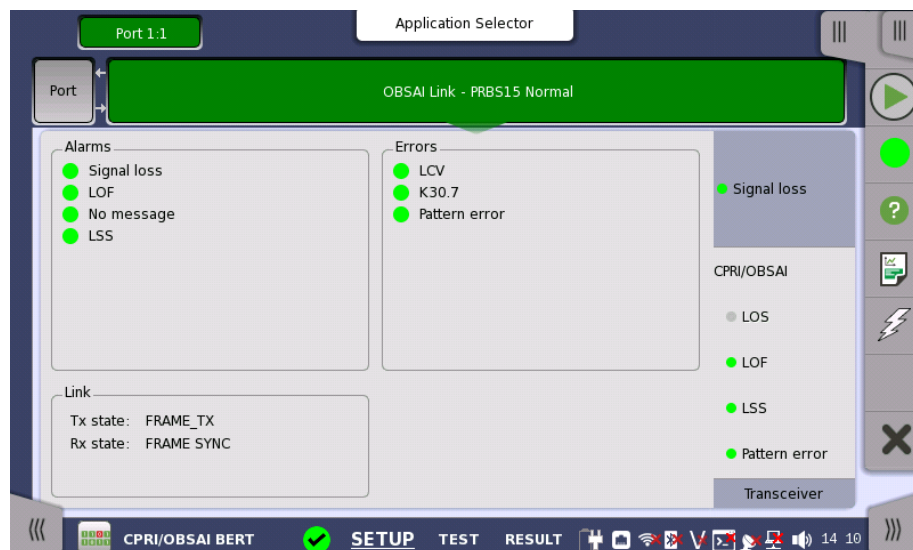 Port 1:1
Application Selector
Port
OBSAI Link - PRBS15 Normal
Alarms
Signal loss
LOF
No message
LSS
Errors
LCV
K30.7
Pattern error
Signal loss
CPRI/OBSAI
LOS
LOF
LSS
Pattern error
Transceiver
Link
Tx state: FRAME_TX
Rx state: FRAME SYNC
?
CPRI/OBSAI BERT
SETUP TEST RESULT
14 10